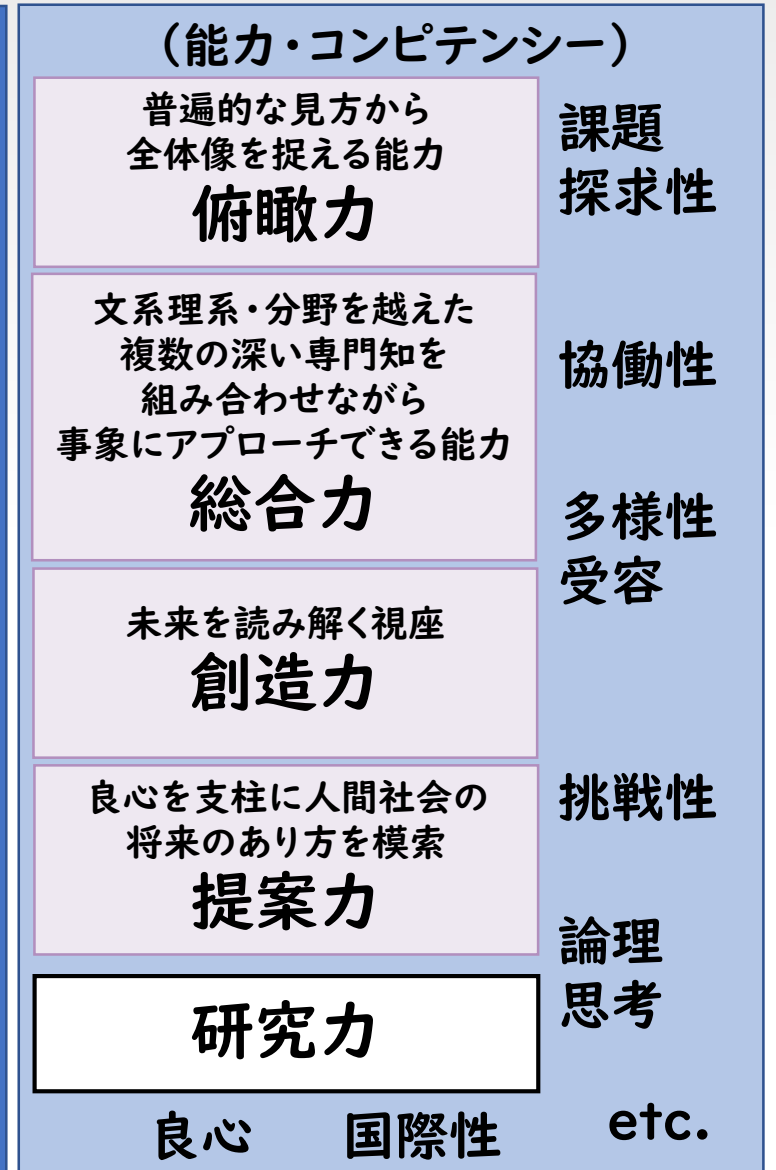 （能力・コンピテンシー）
普遍的な見方から
全体像を捉える能力
俯瞰力
文系理系・分野を越えた
複数の深い専門知を
組み合わせながら
事象にアプローチできる能力
総合力
未来を読み解く視座
創造力
良心を支柱に人間社会の
将来のあり方を模索
提案力
研究力
課題
探求性
協働性
多様性
受容
挑戦性
論理
思考
良心 国際性 etc.